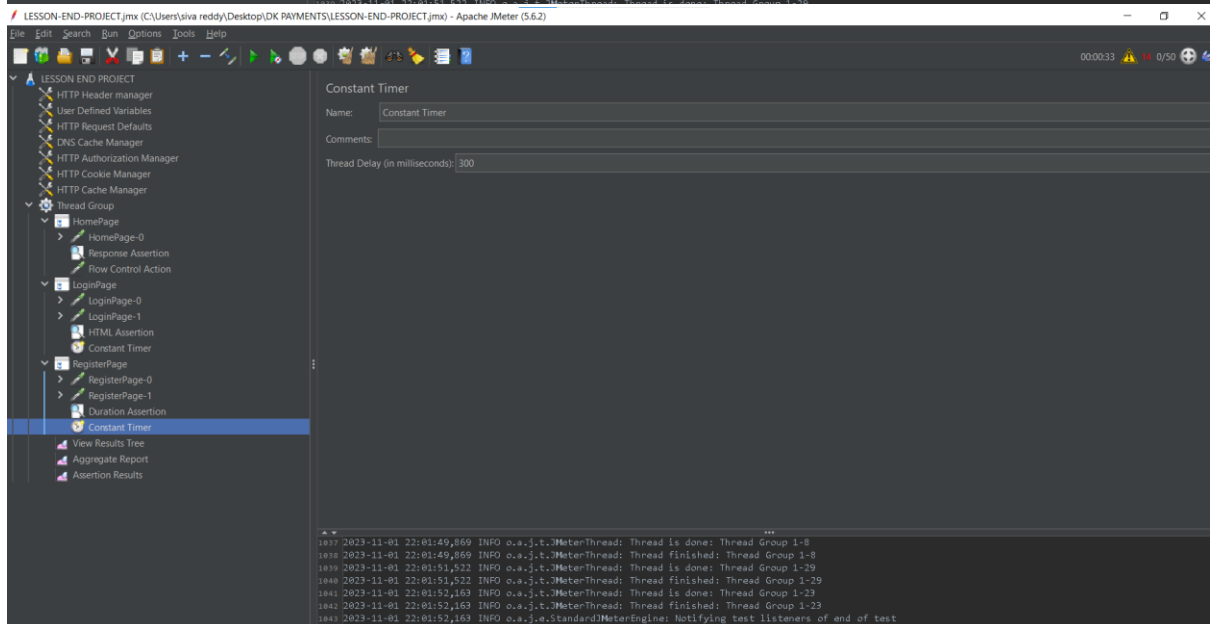 LESSON-END-PROJECT.jmx (C:\Users\siva reddy\Desktop\DK PAYMENTS\LESSON-END-PROJECT.jmx) - Apache JMeter (5.6.2)
File Edit Search Run Options Tools Help
00:00:33 14 0/50
LESSON END PROJECT
HTTP Header manager
User Defined Variables
HTTP Request Defaults
DNS Cache Manager
HTTP Authorization Manager
HTTP Cookie Manager
HTTP Cache Manager
Thread Group
HomePage
HomePage-0
Response Assertion
Flow Control Action
LoginPage
LoginPage-0
LoginPage-1
HTML Assertion
Constant Timer
RegisterPage
RegisterPage-0
RegisterPage-1
Duration Assertion
Constant Timer
View Results Tree
Aggregate Report
Assertion Results
Constant Timer
Name: Constant Timer
Comments:
Thread Delay (in milliseconds): 300
1037 2023-11-01 22:01:49,869 INFO o.a.j.t.JMeterThread: Thread is done: Thread Group 1-8
1038 2023-11-01 22:01:49,869 INFO o.a.j.t.JMeterThread: Thread finished: Thread Group 1-8
1039 2023-11-01 22:01:51,522 INFO o.a.j.t.JMeterThread: Thread is done: Thread Group 1-29
1040 2023-11-01 22:01:51,522 INFO o.a.j.t.JMeterThread: Thread finished: Thread Group 1-29
1041 2023-11-01 22:01:52,163 INFO o.a.j.t.JMeterThread: Thread is done: Thread Group 1-23
1042 2023-11-01 22:01:52,163 INFO o.a.j.t.JMeterThread: Thread finished: Thread Group 1-23
1043 2023-11-01 22:01:52,163 INFO o.a.j.e.StandardJMeterEngine: Notifying test listeners of end of test